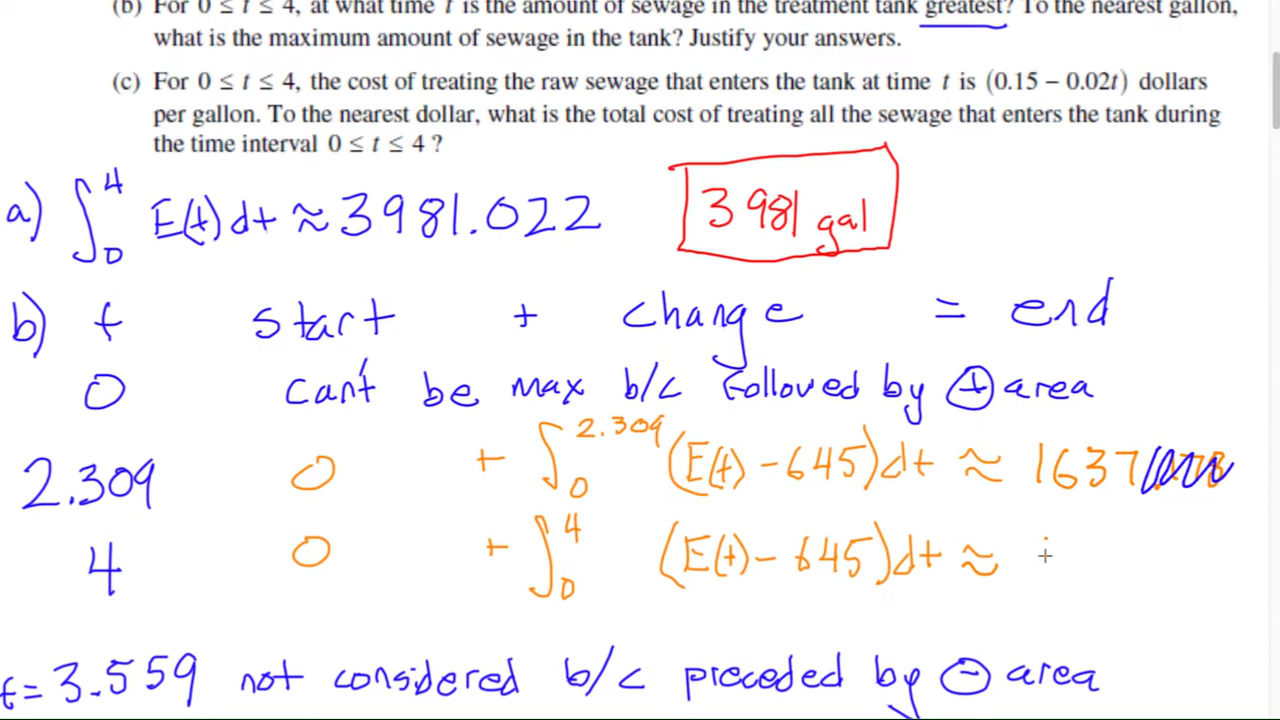 (b) For 0 ≤ t ≤ 4, at what time t is the amount of sewage in the treatment tank greatest? To the nearest gallon,
what is the maximum amount of sewage in the tank? Justify your answers.
(c) For 0 ≤ t ≤ 4, the cost of treating the raw sewage that enters the tank at time t is (0.15 − 0.02t) dollars
per gallon. To the nearest dollar, what is the total cost of treating all the sewage that enters the tank during
the time interval 0 ≤ t ≤ 4 ?
a) ∫₀⁴ E(t) dt ≈ 3981.022 3981 gal
b) t start + change = end
0 can't be max b/c followed by ⊕ area
2.309 0 + ∫₀^2.309 (E(t) − 645) dt ≈ 1637
4 0 + ∫₀⁴ (E(t) − 645) dt ≈
t = 3.559 not considered b/c preceded by ⊖ area